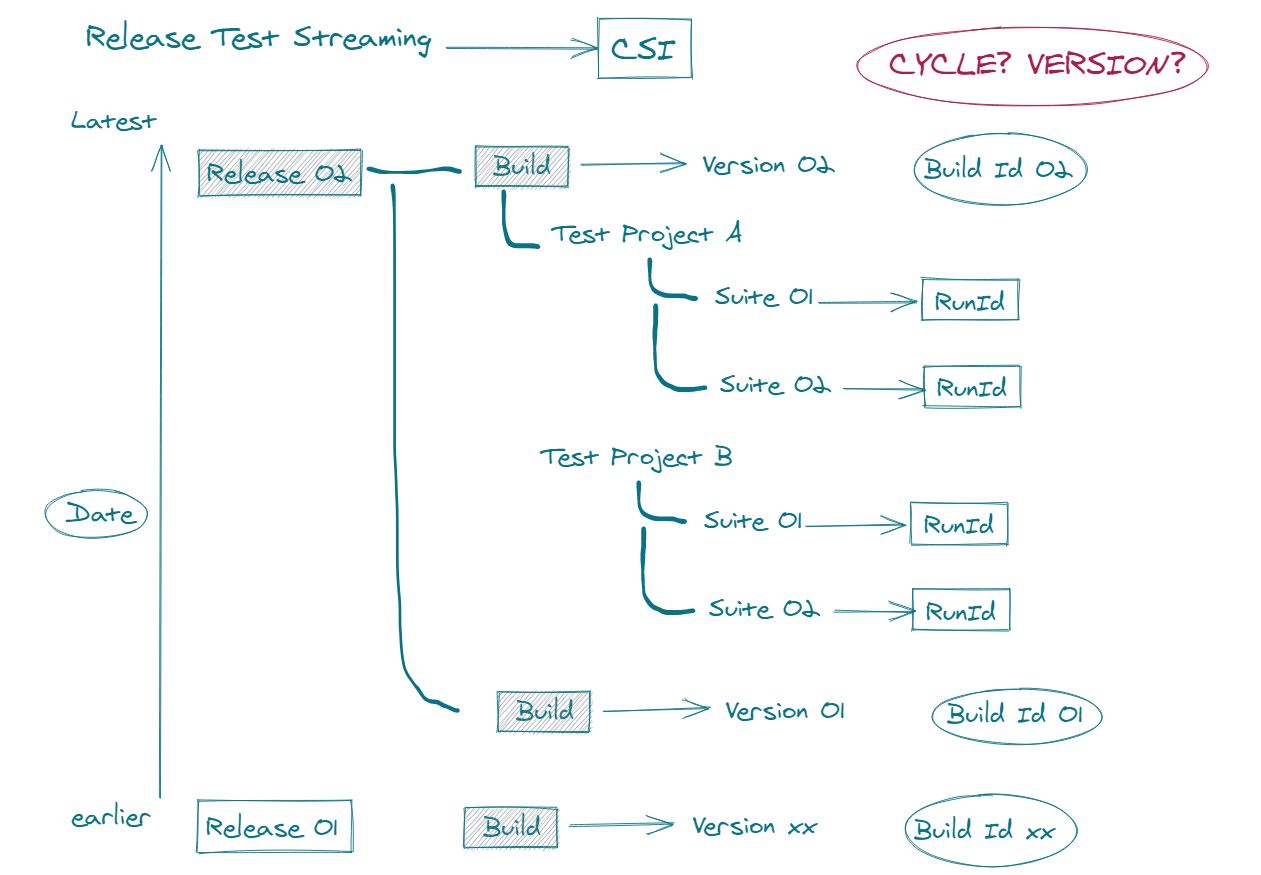 Release Test Streaming
CSI
CYCLE? VERSION?
Latest
Release 02
Build
Version 02
Build Id 02
Test Project A
Suite 01
RunId
Suite 02
RunId
Test Project B
Date
Suite 01
RunId
Suite 02
RunId
Build
Version 01
Build Id 01
earlier
Release 01
Build
Version xx
Build Id xx